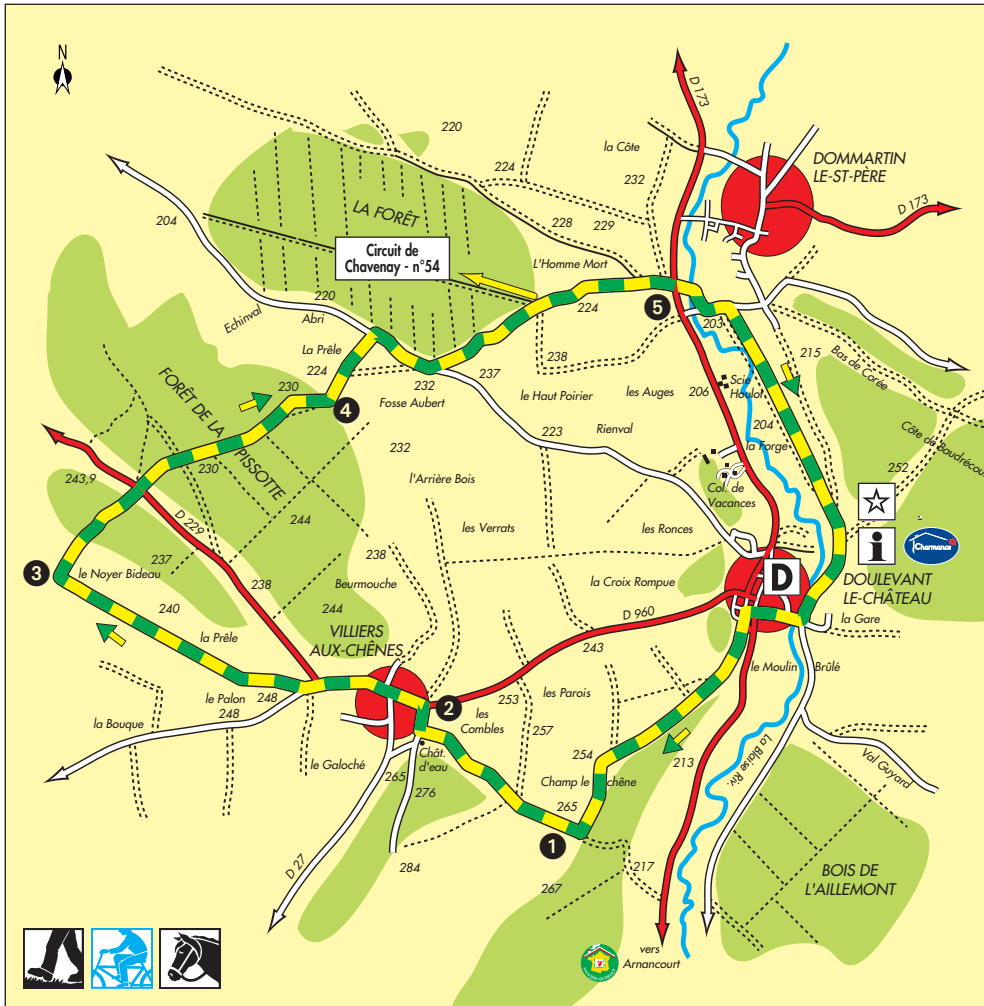 N
D 173
220
la Côte
DOMMARTIN
LE-ST-PÈRE
224
232
LA FORÊT
D 173
204
228
229
Circuit de
Chavenay - n°54
L'Homme Mort
220
Echinval
Abri
224
5
203
La Prêle
224
238
215
Bas de Corée
232
237
Scie
Houlot
230
4
Fosse Aubert
le Haut Poirier
les Auges
206
FORÊT DE LA PISSOTTE
223
Rienval
204
la Forge
Côte de Baudrécourt
230
232
243,9
l'Arrière Bois
252
Col. de
Vacances
D 229
244
les Verrats
les Ronces
i
Charmance
3
237
238
le Noyer Bideau
238
Beurmouche
la Croix Rompue
D
DOULEVANT
LE-CHÂTEAU
240
244
D 960
la Gare
la Prêle
VILLIERS
AUX-CHÊNES
243
le Moulin
Brûlé
le Palon
248
253
les Parois
2
les
Combles
la Bouque
248
257
La Blaise Riv.
le Galoché
Chât.
d'eau
254
213
Val Guyard
265
276
Champ le chêne
265
1
D 27
284
217
267
BOIS DE
L'AILLEMONT
vers
Arnancourt